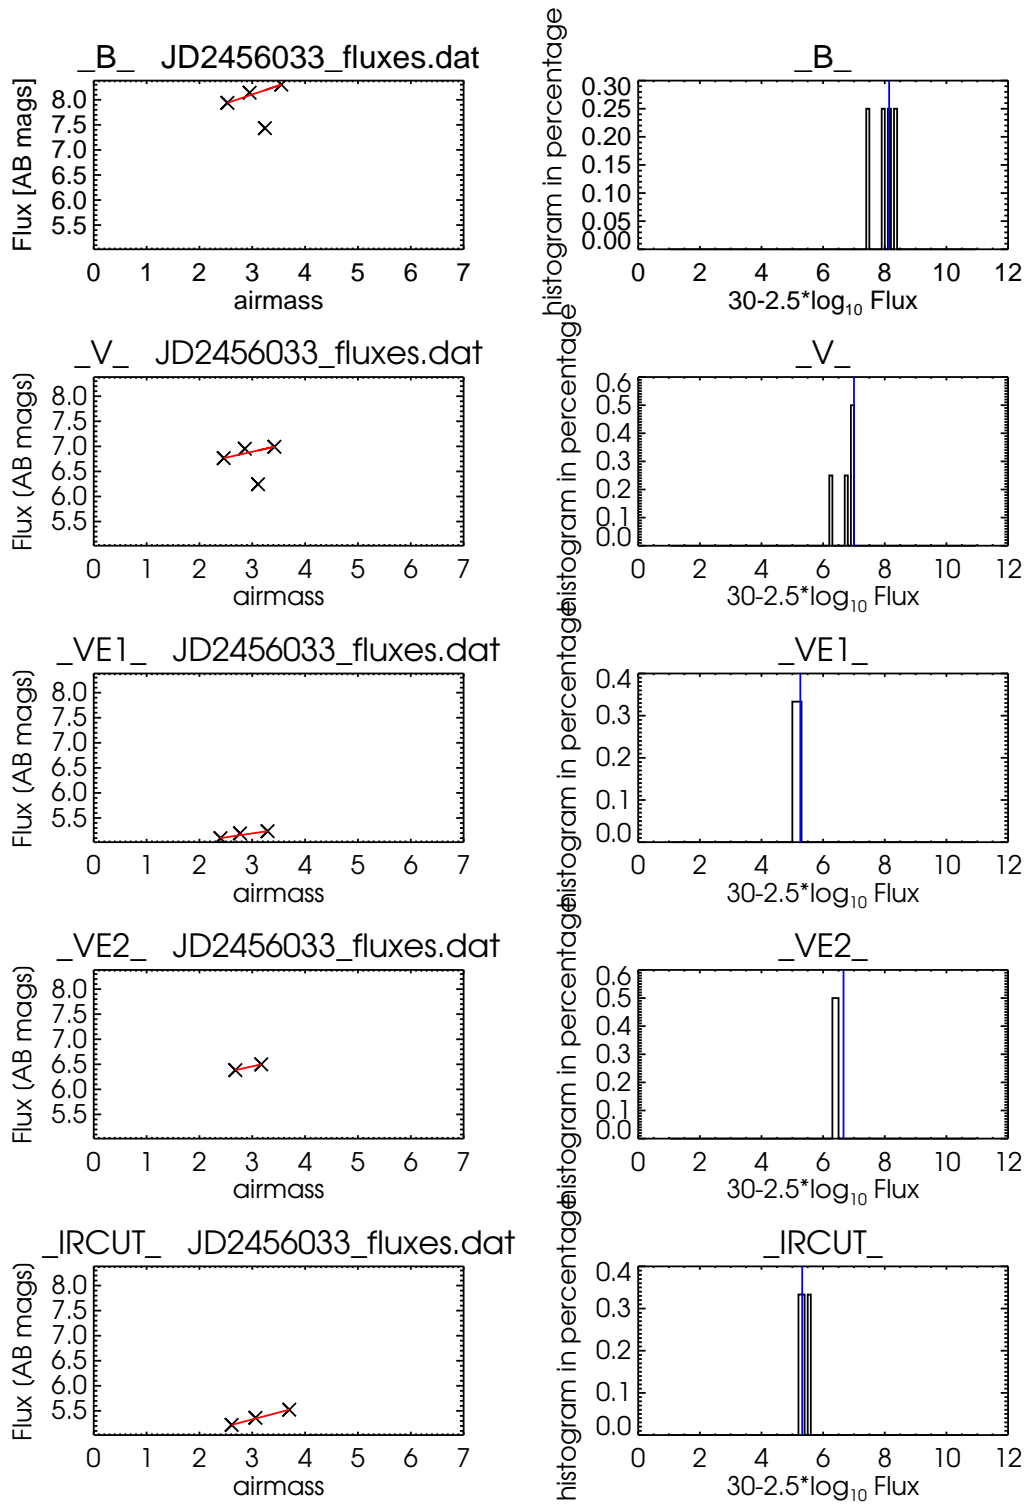 _B_ JD2456033_fluxes.dat
Flux [AB mags]
8.0
7.5
7.0
6.5
6.0
5.5
0 1 2 3 4 5 6 7
airmass
_B_
histogram in percentage
0.30
0.25
0.20
0.15
0.10
0.05
0.00
0 2 4 6 8 10 12
30-2.5*log10 Flux
_V_ JD2456033_fluxes.dat
Flux (AB mags)
8.0
7.5
7.0
6.5
6.0
5.5
0 1 2 3 4 5 6 7
airmass
_V_
histogram in percentage
0.6
0.5
0.4
0.3
0.2
0.1
0.0
0 2 4 6 8 10 12
30-2.5*log10 Flux
_VE1_ JD2456033_fluxes.dat
Flux (AB mags)
8.0
7.5
7.0
6.5
6.0
5.5
0 1 2 3 4 5 6 7
airmass
_VE1_
histogram in percentage
0.4
0.3
0.2
0.1
0.0
0 2 4 6 8 10 12
30-2.5*log10 Flux
_VE2_ JD2456033_fluxes.dat
Flux (AB mags)
8.0
7.5
7.0
6.5
6.0
5.5
0 1 2 3 4 5 6 7
airmass
_VE2_
histogram in percentage
0.6
0.5
0.4
0.3
0.2
0.1
0.0
0 2 4 6 8 10 12
30-2.5*log10 Flux
_IRCUT_ JD2456033_fluxes.dat
Flux (AB mags)
8.0
7.5
7.0
6.5
6.0
5.5
0 1 2 3 4 5 6 7
airmass
_IRCUT_
histogram in percentage
0.4
0.3
0.2
0.1
0.0
0 2 4 6 8 10 12
30-2.5*log10 Flux